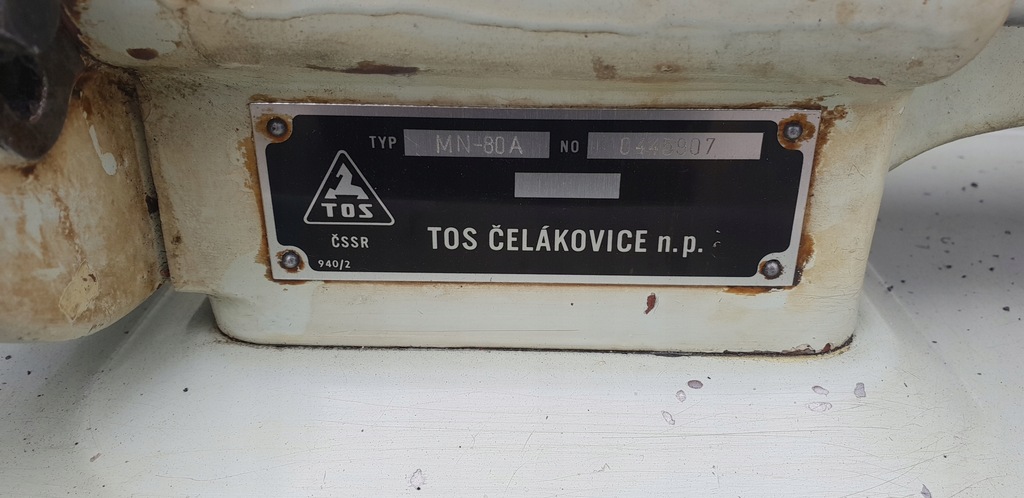 TYP MN-80A NO
TOS
ČSSR
TOS ČELÁKOVICE n.p.
940/2